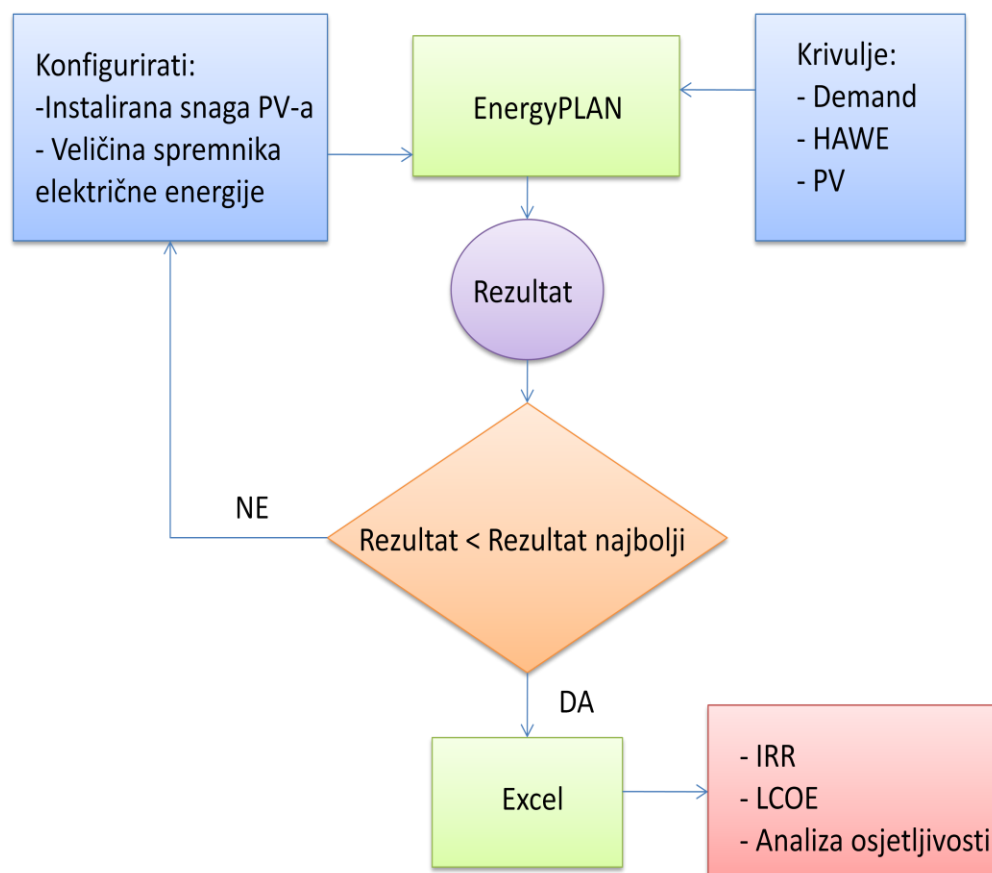 Konfigurirati:
-Instalirana snaga PV-a
- Veličina spremnika
električne energije
EnergyPLAN
Krivulje:
- Demand
- HAWE
- PV
Rezultat
NE
Rezultat < Rezultat najbolji
DA
Excel
- IRR
- LCOE
- Analiza osjetljivosti